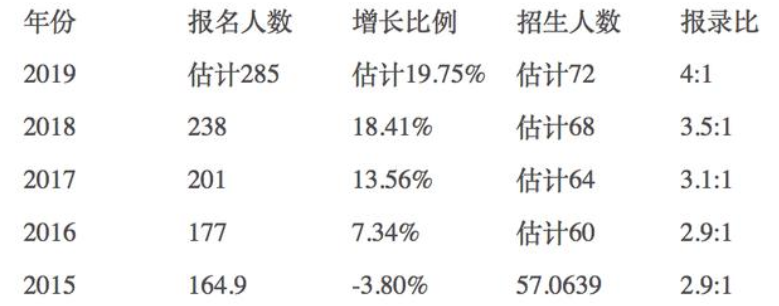 年份 报名人数 增长比例 招生人数 报录比
2019 估计285 估计19.75% 估计72 4:1
2018 238 18.41% 估计68 3.5:1
2017 201 13.56% 估计64 3.1:1
2016 177 7.34% 估计60 2.9:1
2015 164.9 -3.80% 57.0639 2.9:1